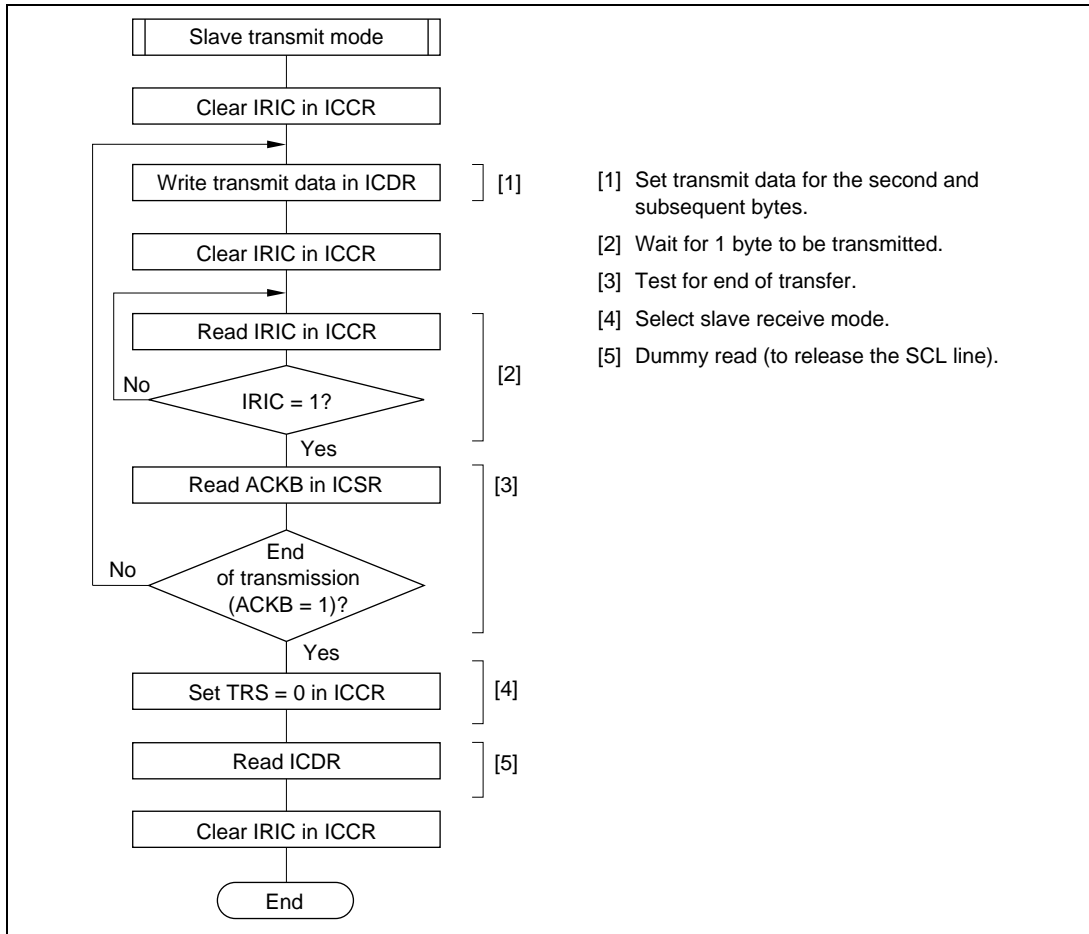 Slave transmit mode
Clear IRIC in ICCR
Write transmit data in ICDR
[1]
Clear IRIC in ICCR
Read IRIC in ICCR
[2]
No
IRIC = 1?
Yes
Read ACKB in ICSR
[3]
No
End
of transmission
(ACKB = 1)?
Yes
Set TRS = 0 in ICCR
[4]
Read ICDR
[5]
Clear IRIC in ICCR
End
[1] Set transmit data for the second and
subsequent bytes.
[2] Wait for 1 byte to be transmitted.
[3] Test for end of transfer.
[4] Select slave receive mode.
[5] Dummy read (to release the SCL line).